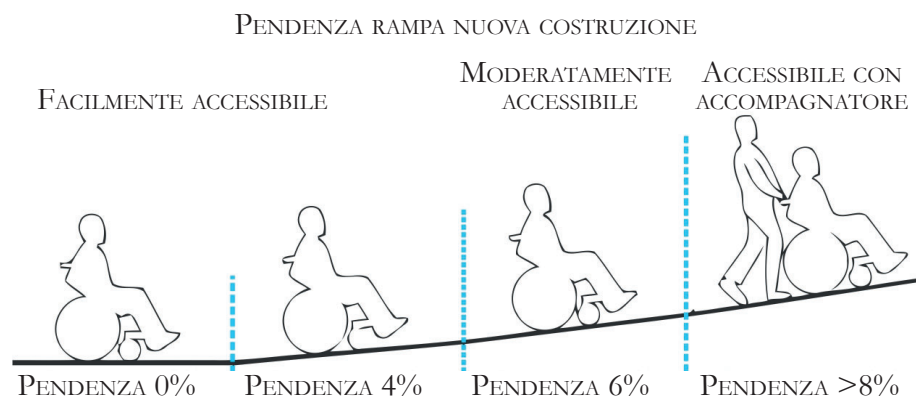 Pendenza rampa nuova costruzione
Facilmente accessibile
Moderatamente
accessibile
Accessibile con
accompagnatore
Pendenza 0%
Pendenza 4%
Pendenza 6%
Pendenza >8%